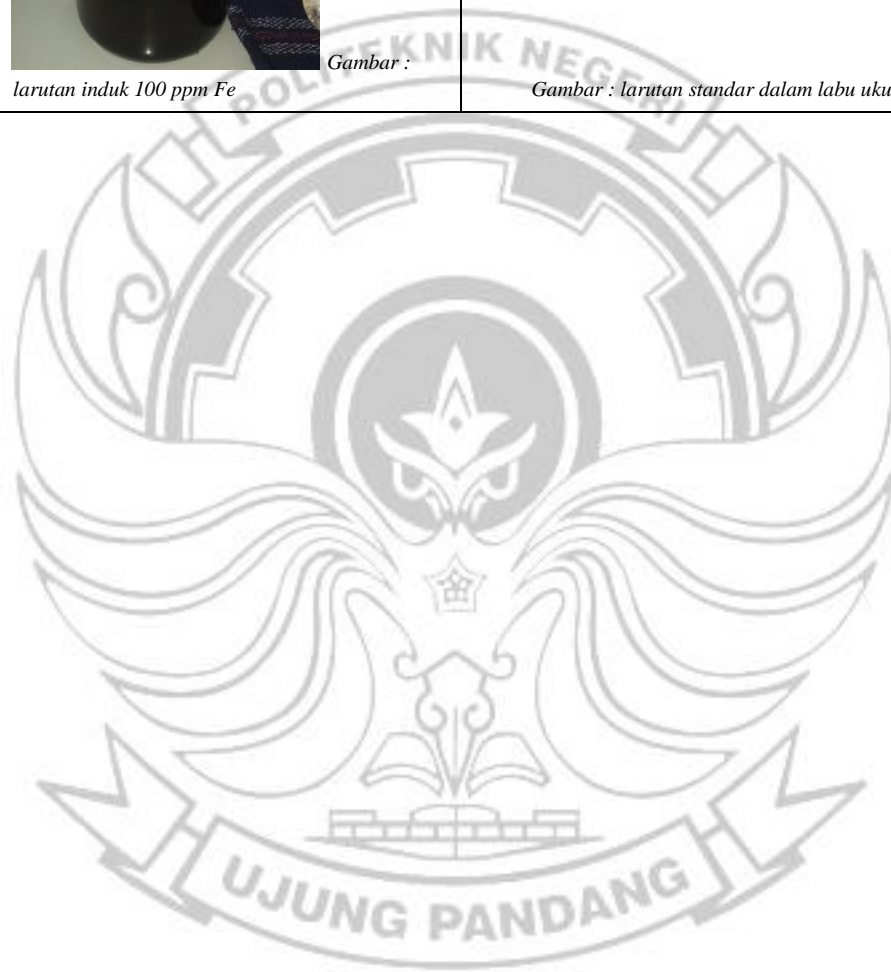 Gambar :
larutan induk 100 ppm Fe
Gambar : larutan standar dalam labu uku
POLITEKNIK NEGERI
UJUNG PANDANG